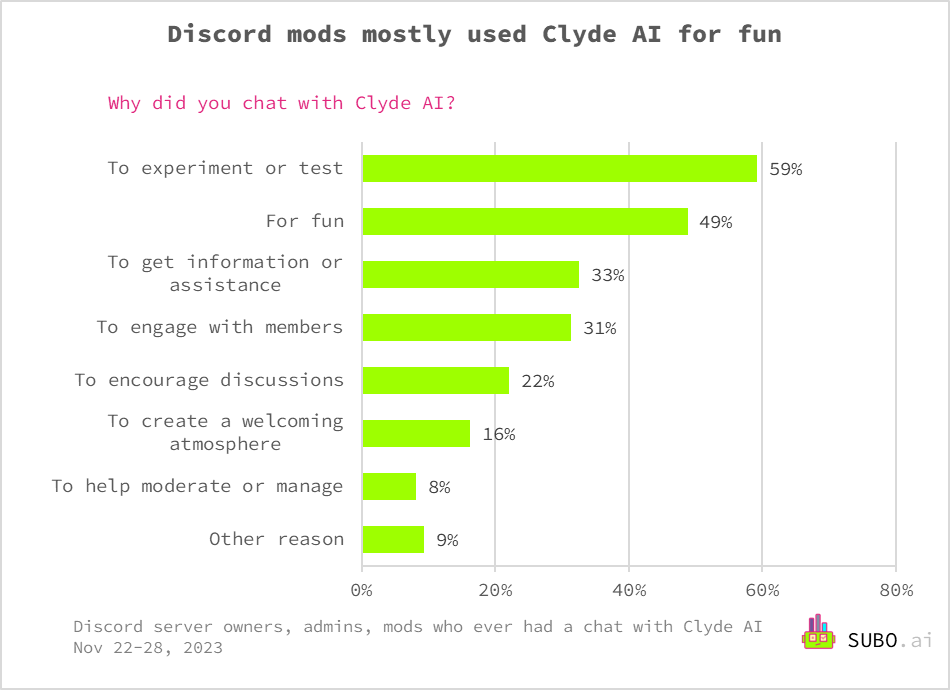 Discord mods mostly used Clyde AI for fun
Why did you chat with Clyde AI?
To experiment or test
59%
For fun
49%
To get information or
assistance
33%
To engage with members
31%
To encourage discussions
22%
To create a welcoming
atmosphere
16%
To help moderate or manage
8%
Other reason
9%
0%
20%
40%
60%
80%
Discord server owners, admins, mods who ever had a chat with Clyde AI
Nov 22-28, 2023
SUBO.ai